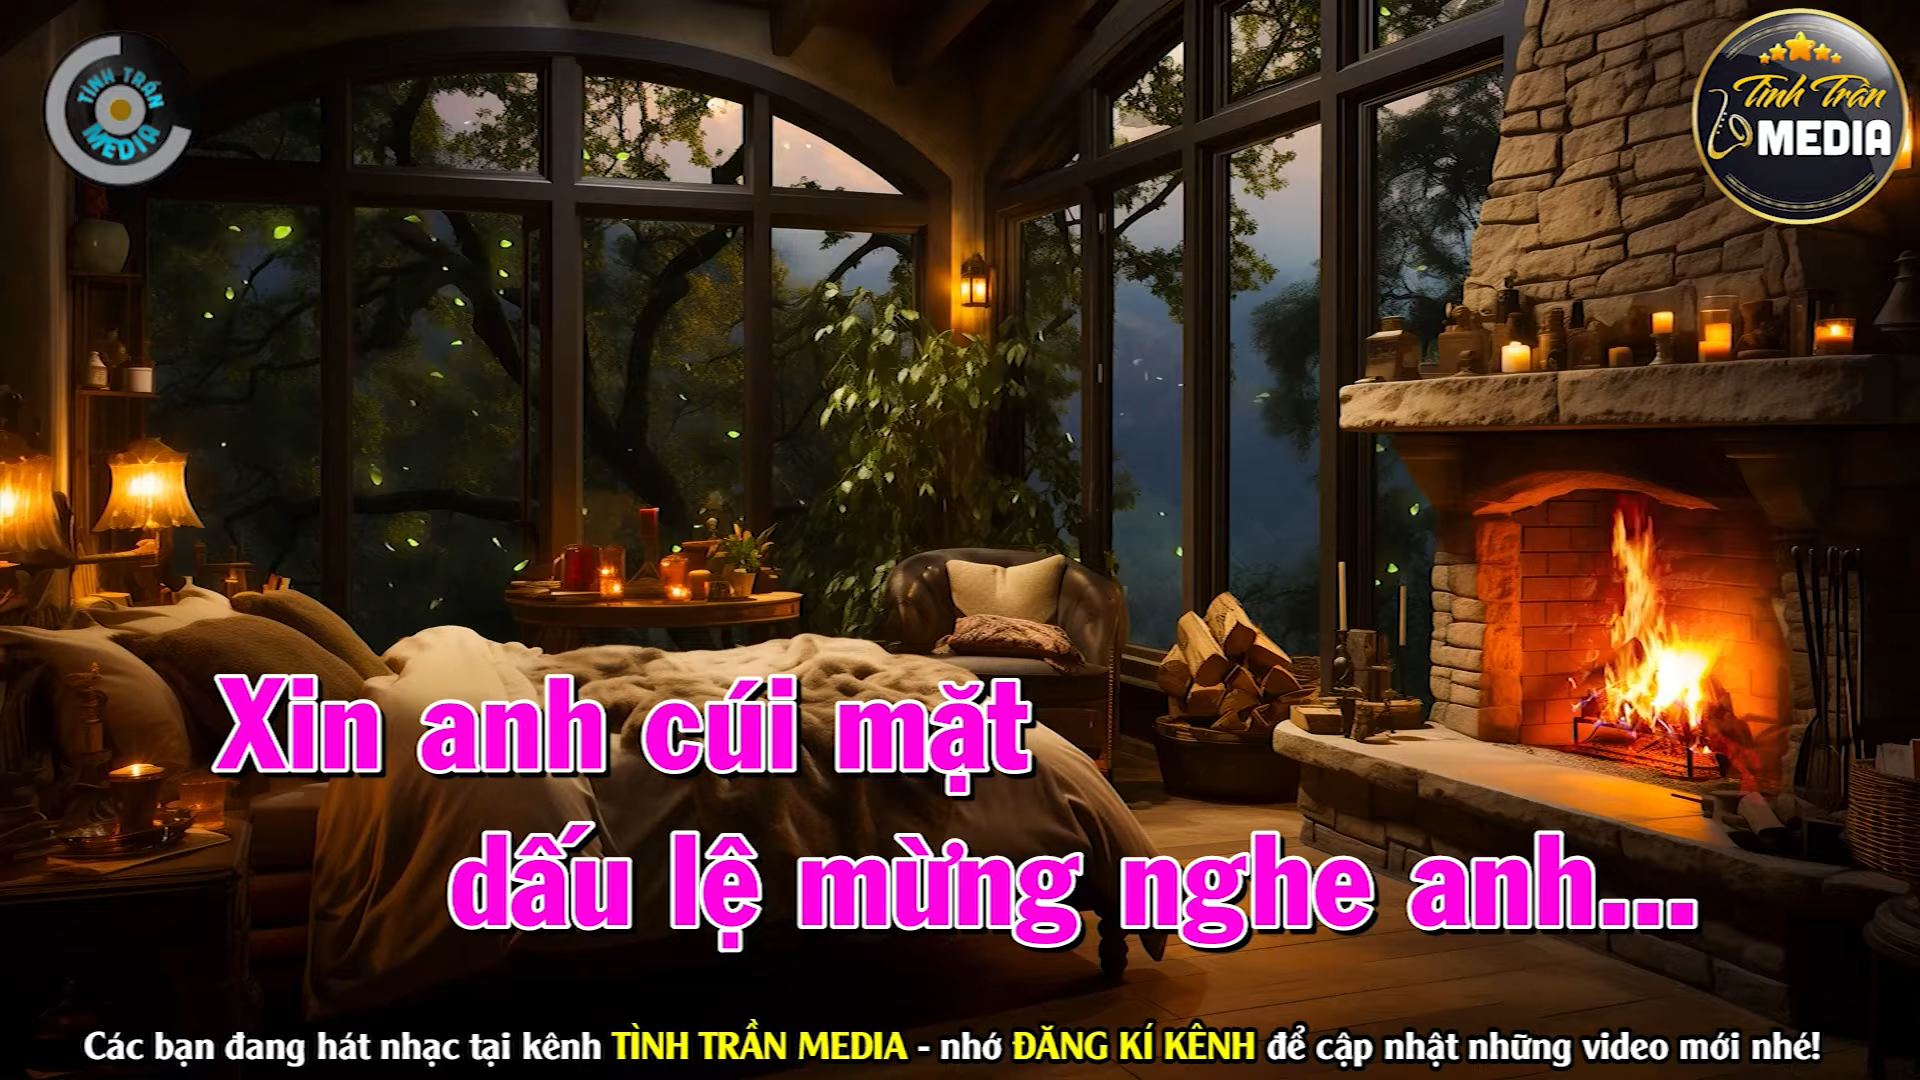 TÌNH TRẦN
MEDIA
Tình Trần
MEDIA
Xin anh cúi mặt
dấu lệ mừng nghe anh...
Các bạn đang hát nhạc tại kênh TÌNH TRẦN MEDIA - nhớ ĐĂNG KÍ KÊNH để cập nhật những video mới nhé!